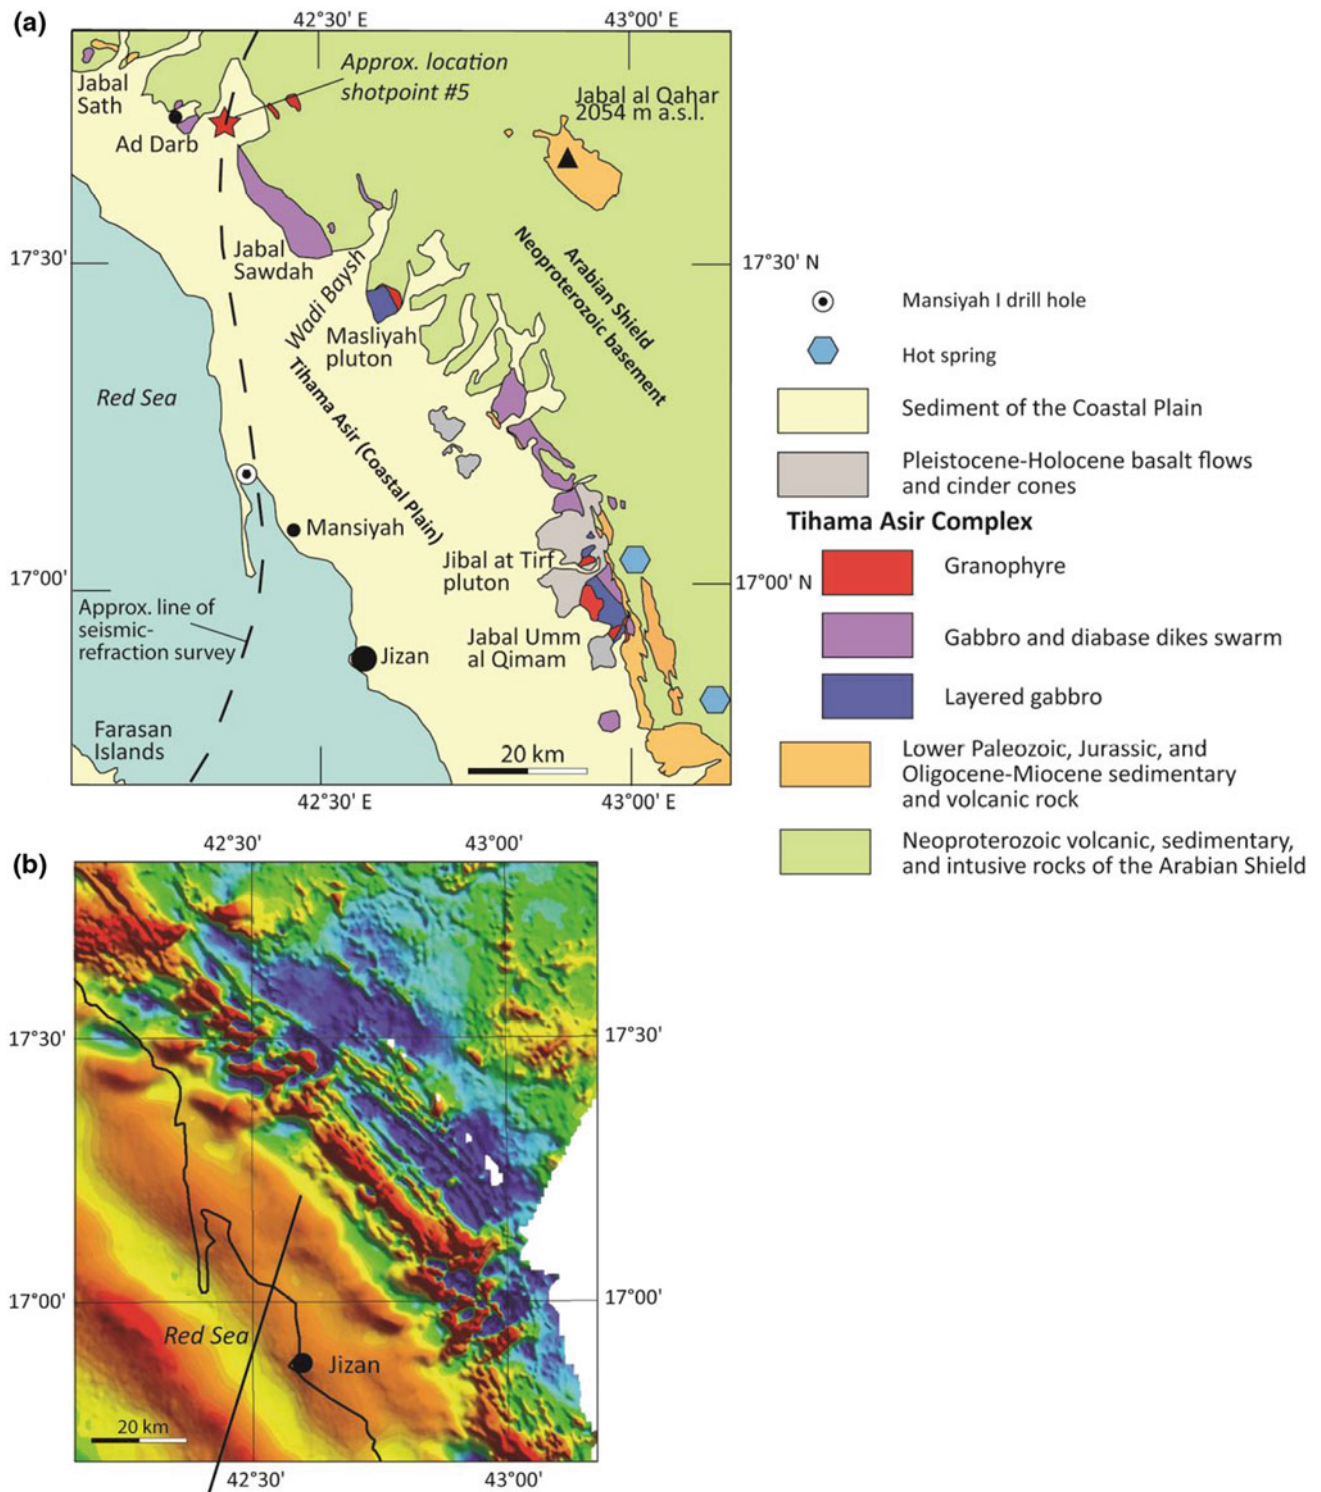 (a)
42°30' E
43°00' E
Jabal
Sath
Approx. location
shotpoint #5
Jabal al Qahar
2054 m a.s.l.
Ad Darb
17°30'
17°30' N
Jabal
Sawdah
Wadi Baysh
Arabian Shield
Neoproterozoic basement
Masliyah
pluton
Red Sea
Tihama Asir (Coastal Plain)
Mansiyah
Jibal at Tirf
pluton
17°00'
17°00' N
Approx. line of
seismic-
refraction survey
Jabal Umm
al Qimam
Jizan
Farasan
Islands
20 km
42°30' E
43°00' E
Mansiyah I drill hole
Hot spring
Sediment of the Coastal Plain
Pleistocene-Holocene basalt flows
and cinder cones
Tihama Asir Complex
Granophyre
Gabbro and diabase dikes swarm
Layered gabbro
Lower Paleozoic, Jurassic, and
Oligocene-Miocene sedimentary
and volcanic rock
Neoproterozoic volcanic, sedimentary,
and intrusive rocks of the Arabian Shield
(b)
42°30'
43°00'
17°30'
17°30'
17°00'
17°00'
Red Sea
Jizan
20 km
42°30'
43°00'